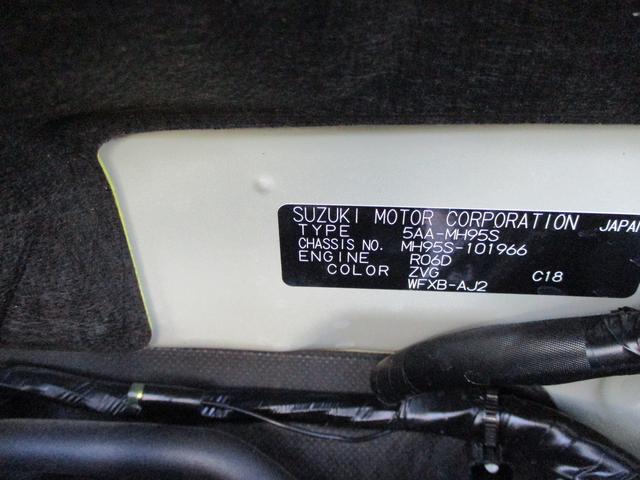 SUZUKI MOTOR CORPORATION JAPAN
TYPE 5AA-MH95S
CHASSIS NO. MH95S-101966
ENGINE R06D
COLOR ZVG C18
WFXB-AJ2